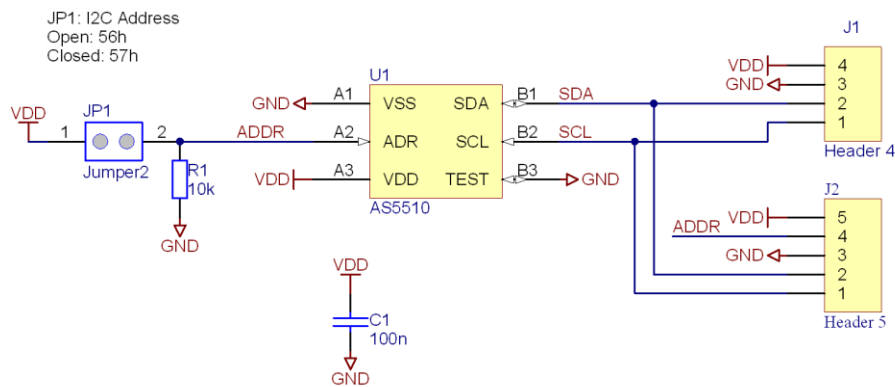 JP1: I2C Address
Open: 56h
Closed: 57h
VDD
JP1
1
2
Jumper2
ADDR
R1
10k
GND
U1
GND
A1
VSS
SDA
B1
SDA
A2
ADR
SCL
B2
SCL
VDD
A3
VDD
TEST
B3
GND
AS5510
VDD
C1
100n
GND
J1
VDD
4
GND
3
2
1
Header 4
J2
VDD
5
ADDR
4
GND
3
2
1
Header 5